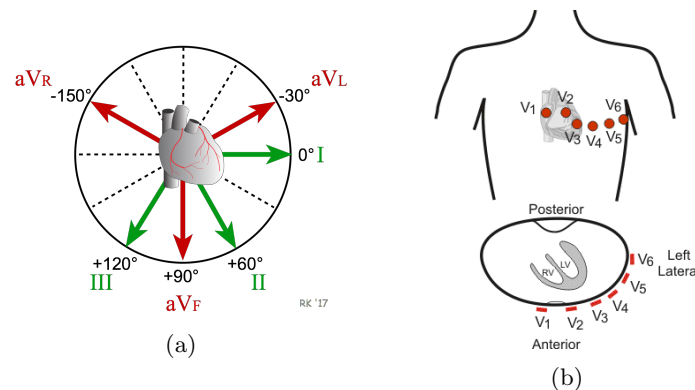 aVR
-150°
aVL
-30°
0° I
+120°
III
+90°
aVF
+60°
II
RK '17
(a)
b)
V1
V2
V3
V4
V5
V6
Posterior
RV
LV
V6
Left
Latera
V5
V4
V3
V2
V1
Anterior
(b)